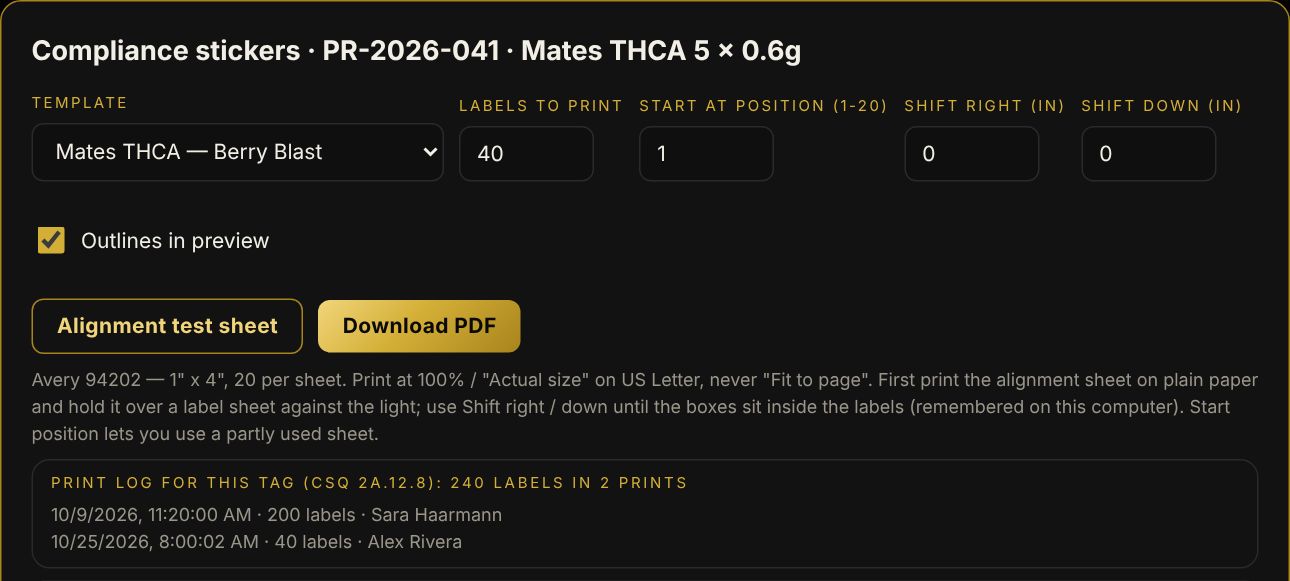 Compliance stickers · PR-2026-041 · Mates THCA 5 × 0.6g
TEMPLATE
LABELS TO PRINT
START AT POSITION (1-20)
SHIFT RIGHT (IN)
SHIFT DOWN (IN)
Mates THCA — Berry Blast
40
1
0
0
Outlines in preview
Alignment test sheet
Download PDF
Avery 94202 — 1" x 4", 20 per sheet. Print at 100% / "Actual size" on US Letter, never "Fit to page". First print the alignment sheet on plain paper
and hold it over a label sheet against the light; use Shift right / down until the boxes sit inside the labels (remembered on this computer). Start
position lets you use a partly used sheet.
PRINT LOG FOR THIS TAG (CSQ 2A.12.8): 240 LABELS IN 2 PRINTS
10/9/2026, 11:20:00 AM · 200 labels · Sara Haarmann
10/25/2026, 8:00:02 AM · 40 labels · Alex Rivera